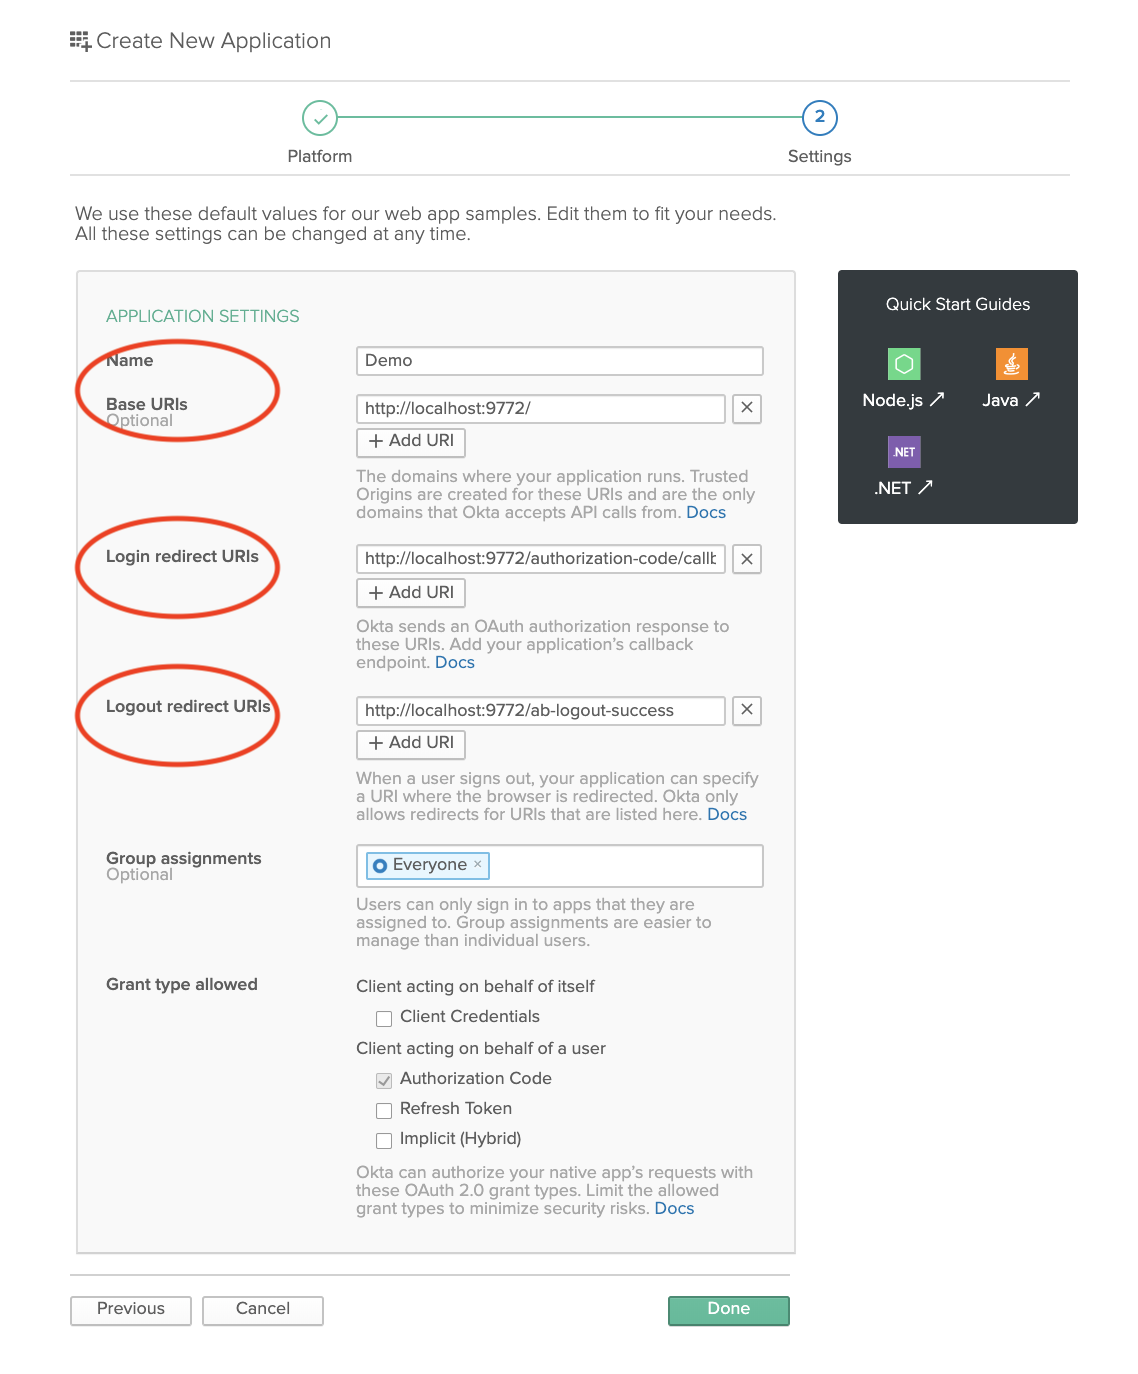 Create New Application
2
Platform
Settings
We use these default values for our web app samples. Edit them to fit your needs.
All these settings can be changed at any time.
APPLICATION SETTINGS
Name
Demo
Base URIs
Optional
http://localhost:9772/
+ Add URI
The domains where your application runs. Trusted
Origins are created for these URIs and are the only
domains that Okta accepts API calls from. Docs
Login redirect URIs
http://localhost:9772/authorization-code/callb
+ Add URI
Okta sends an OAuth authorization response to
these URIs. Add your application’s callback
endpoint. Docs
Logout redirect URIs
http://localhost:9772/ab-logout-success
+ Add URI
When a user signs out, your application can specify
a URI where the browser is redirected. Okta only
allows redirects for URIs that are listed here. Docs
Group assignments
Optional
Everyone ×
Users can only sign in to apps that they are
assigned to. Group assignments are easier to
manage than individual users.
Grant type allowed
Client acting on behalf of itself
Client Credentials
Client acting on behalf of a user
Authorization Code
Refresh Token
Implicit (Hybrid)
Okta can authorize your native app’s requests with
these OAuth 2.0 grant types. Limit the allowed
grant types to minimize security risks. Docs
Previous
Cancel
Done
Quick Start Guides
Node.js
Java
.NET
.NET